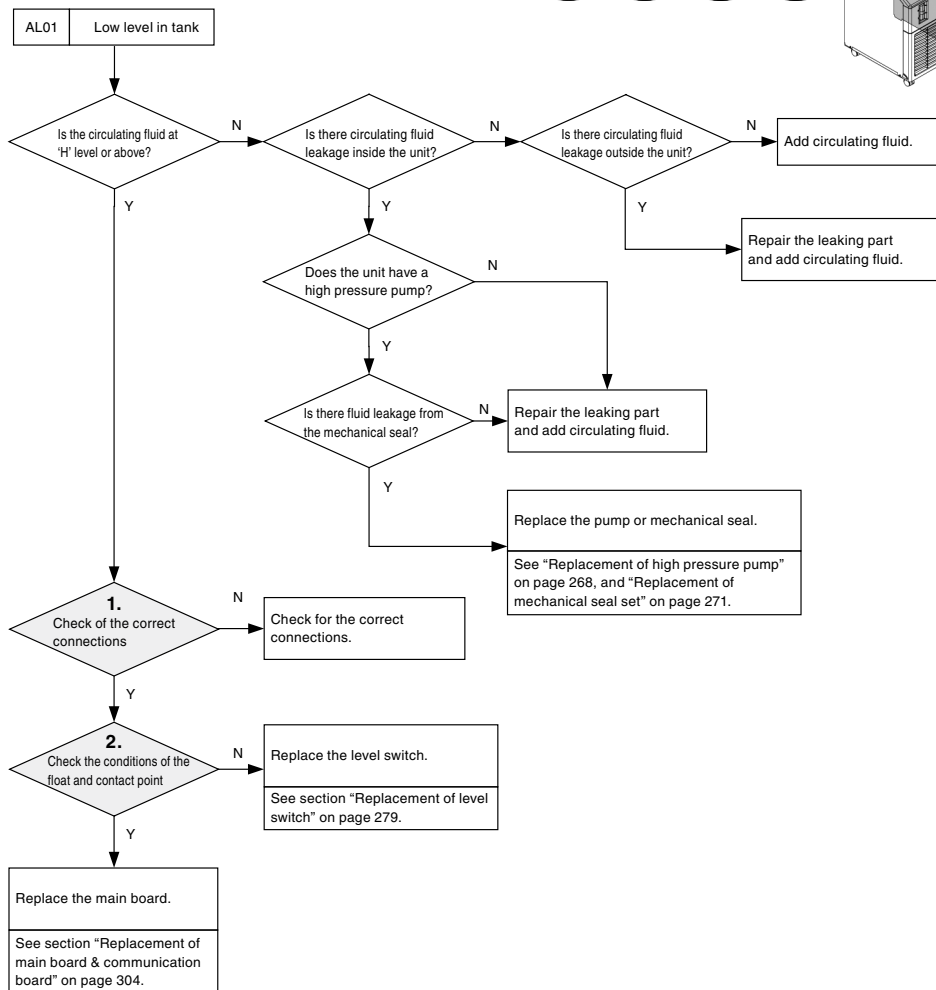 AL01 Low level in tank
Is the circulating fluid at
‘H’ level or above?
N
Is there circulating fluid
leakage inside the unit?
N
Is there circulating fluid
leakage outside the unit?
N
Add circulating fluid.
Y
Y
Y
Repair the leaking part
and add circulating fluid.
Does the unit have a
high pressure pump?
N
Y
Is there fluid leakage from
the mechanical seal?
N
Repair the leaking part
and add circulating fluid.
Y
Replace the pump or mechanical seal.
See “Replacement of high pressure pump”
on page 268, and “Replacement of
mechanical seal set” on page 271.
1.
Check of the correct
connections
N
Check for the correct
connections.
Y
2.
Check the conditions of the
float and contact point
N
Replace the level switch.
See section “Replacement of level
switch” on page 279.
Y
Replace the main board.
See section “Replacement of
main board & communication
board” on page 304.